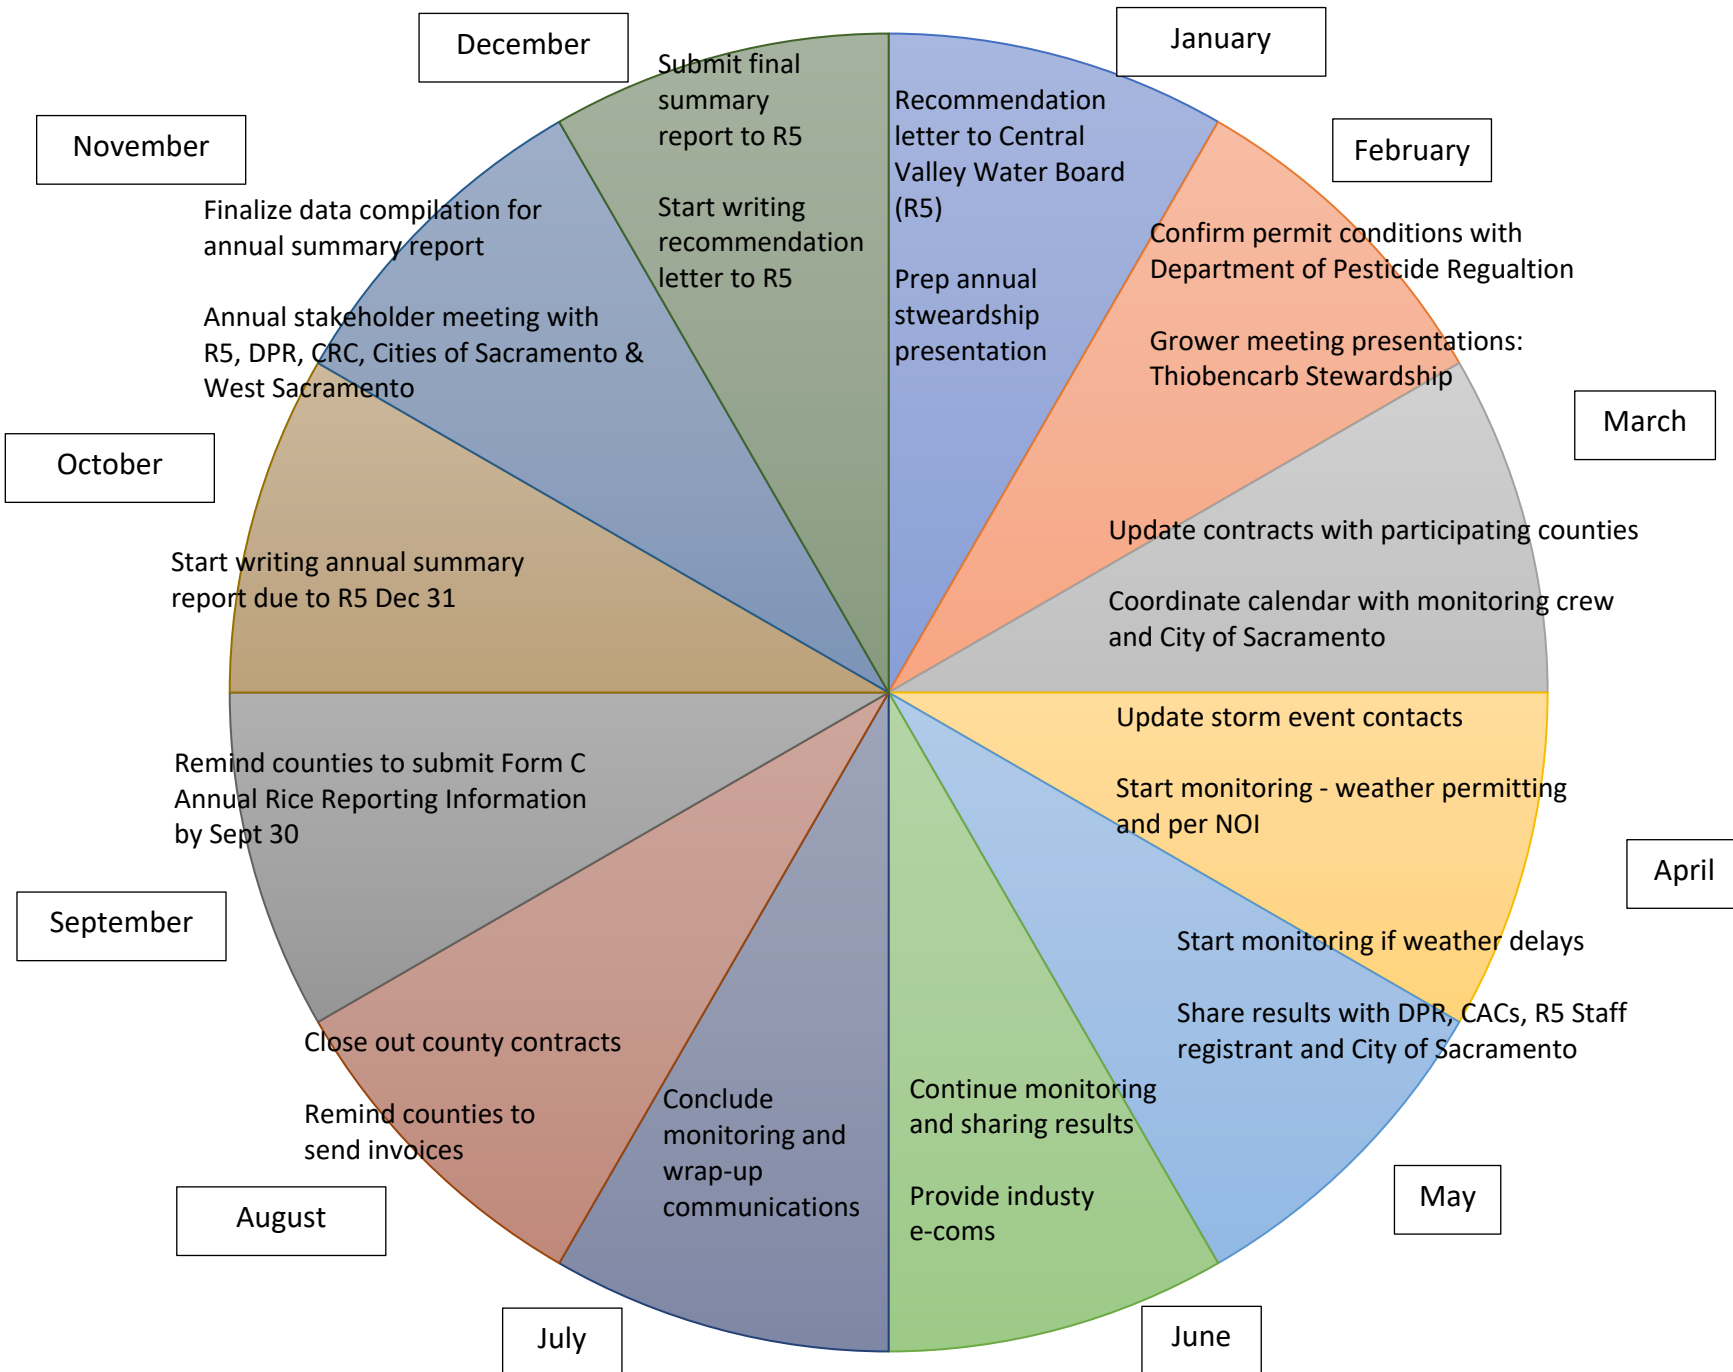 January
Recommendation
letter to Central
Valley Water Board
(R5)
Prep annual
stweardship
presentation
February
Confirm permit conditions with
Department of Pesticide Regualtion
Grower meeting presentations:
Thiobencarb Stewardship
March
Update contracts with participating counties
Coordinate calendar with monitoring crew
and City of Sacramento
April
Update storm event contacts
Start monitoring - weather permitting
and per NOI
May
Start monitoring if weather delays
Share results with DPR, CACs, R5 Staff
registrant and City of Sacramento
June
Continue monitoring
and sharing results
Provide industy
e-coms
July
Conclude
monitoring and
wrap-up
communications
August
Close out county contracts
Remind counties to
send invoices
September
Remind counties to submit Form C
Annual Rice Reporting Information
by Sept 30
October
Start writing annual summary
report due to R5 Dec 31
November
Finalize data compilation for
annual summary report
Annual stakeholder meeting with
R5, DPR, CRC, Cities of Sacramento &
West Sacramento
December
Submit final
summary
report to R5
Start writing
recommendation
letter to R5